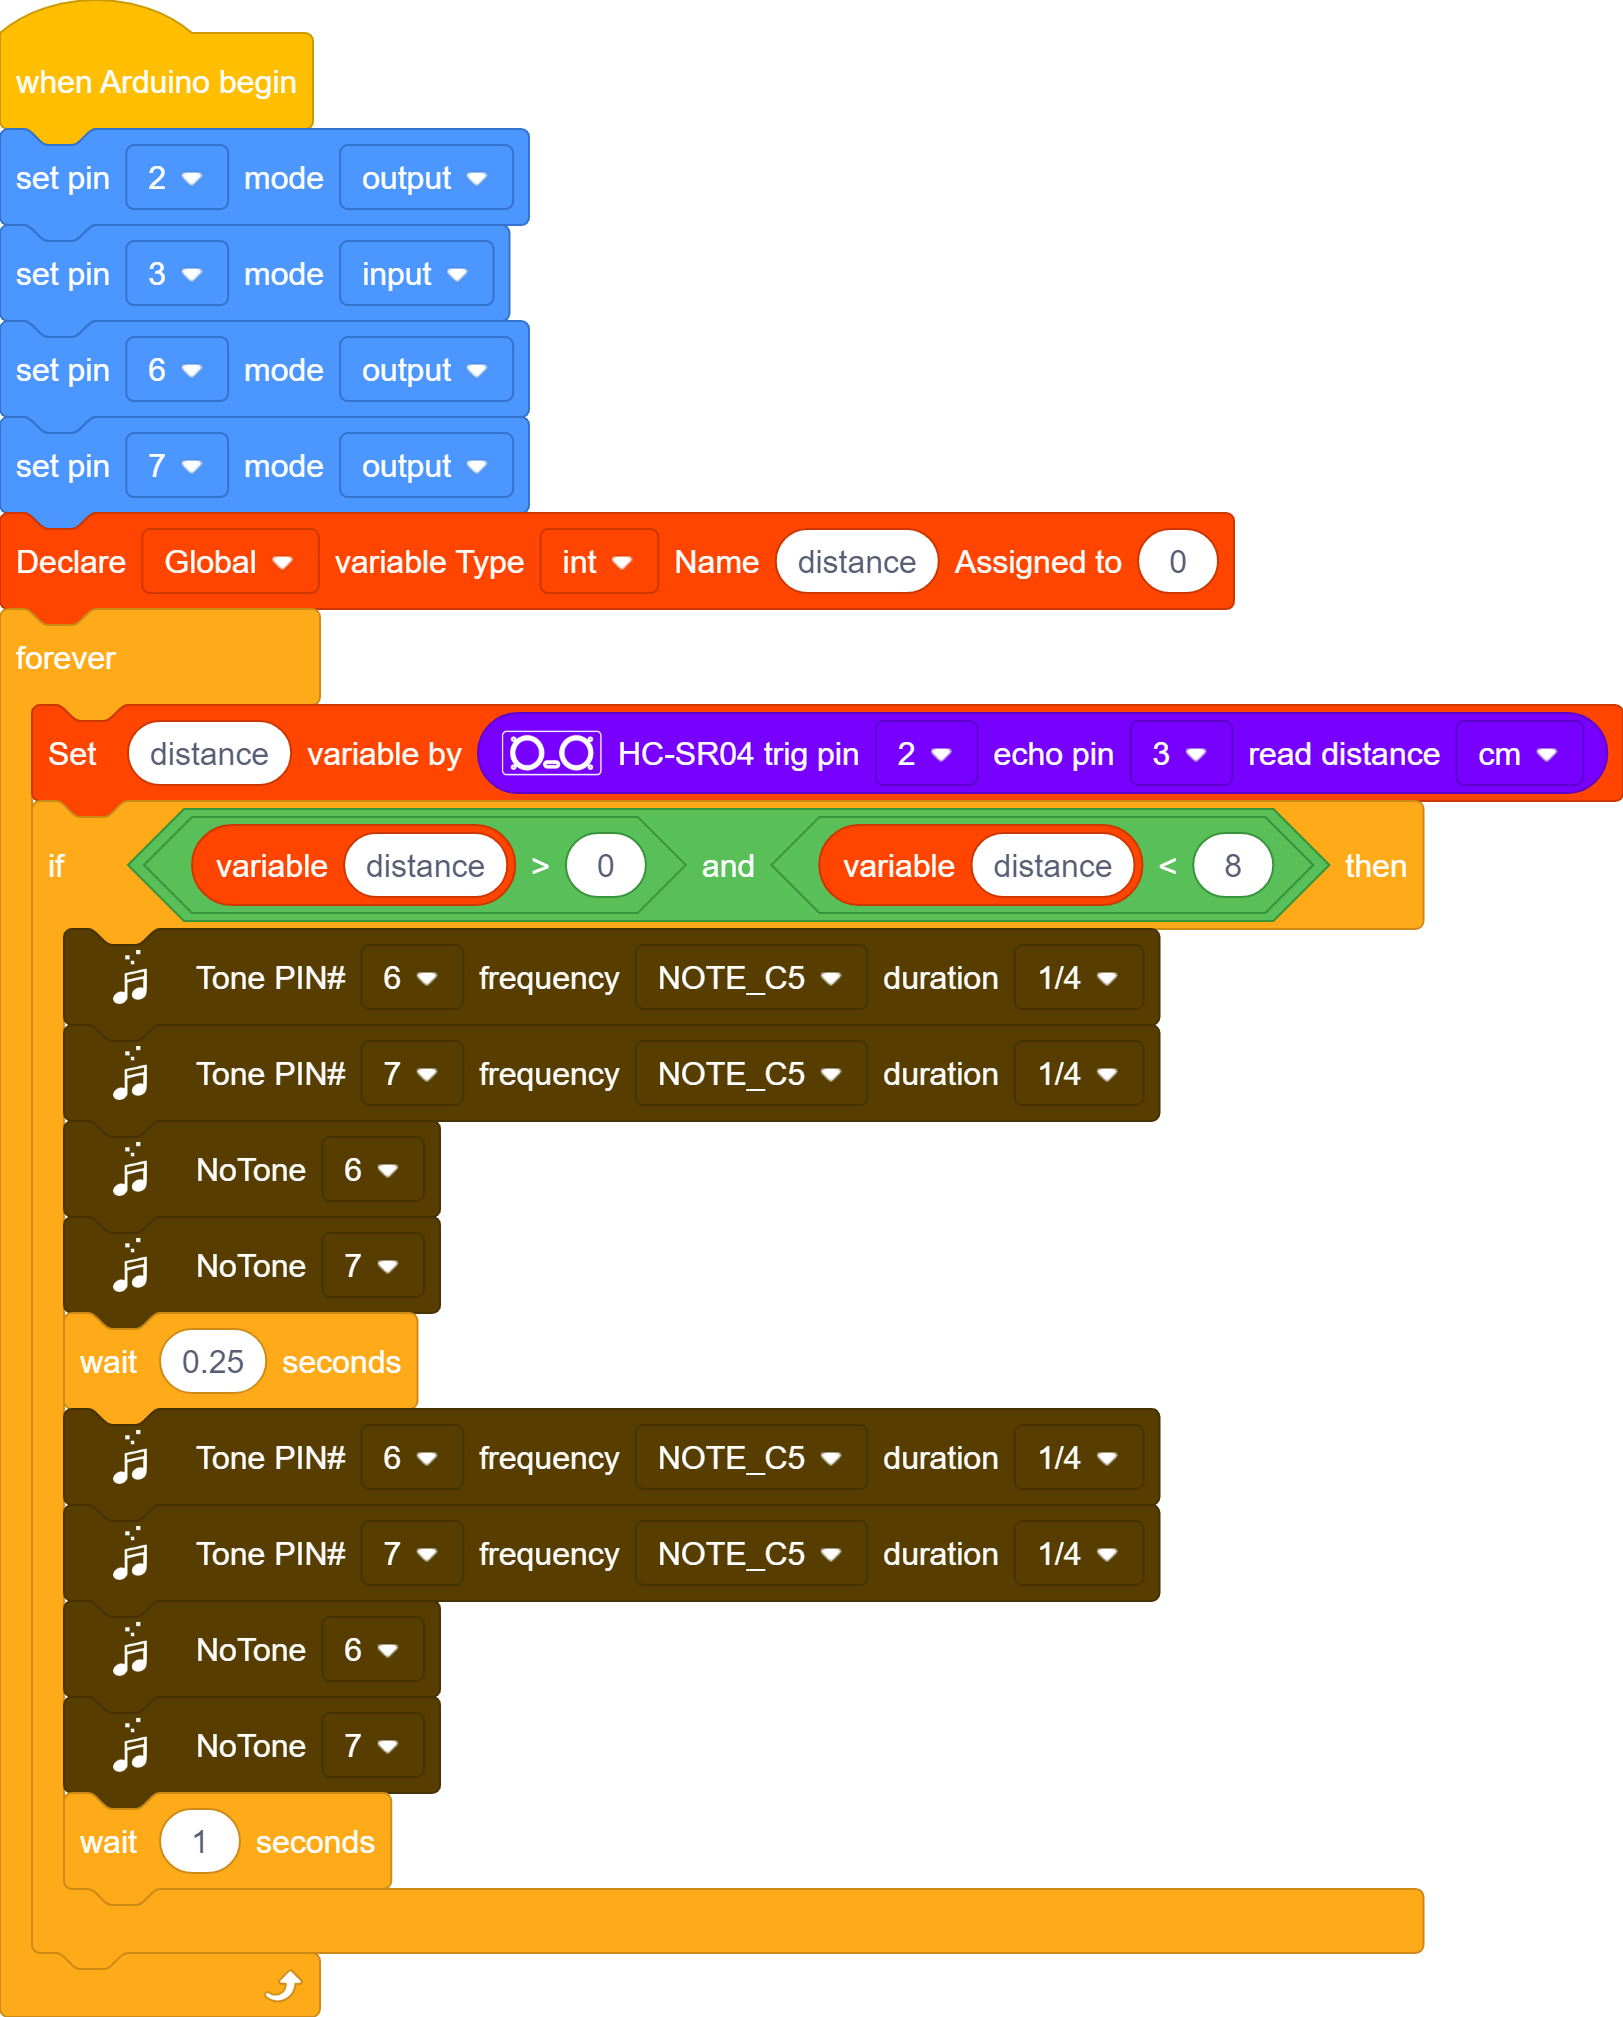 when Arduino begin
set pin 2 mode output
set pin 3 mode input
set pin 6 mode output
set pin 7 mode output
Declare Global variable Type int Name distance Assigned to 0
forever
Set distance variable by HC-SR04 trig pin 2 echo pin 3 read distance cm
if variable distance > 0 and variable distance < 8 then
Tone PIN# 6 frequency NOTE_C5 duration 1/4
Tone PIN# 7 frequency NOTE_C5 duration 1/4
NoTone 6
NoTone 7
wait 0.25 seconds
Tone PIN# 6 frequency NOTE_C5 duration 1/4
Tone PIN# 7 frequency NOTE_C5 duration 1/4
NoTone 6
NoTone 7
wait 1 seconds